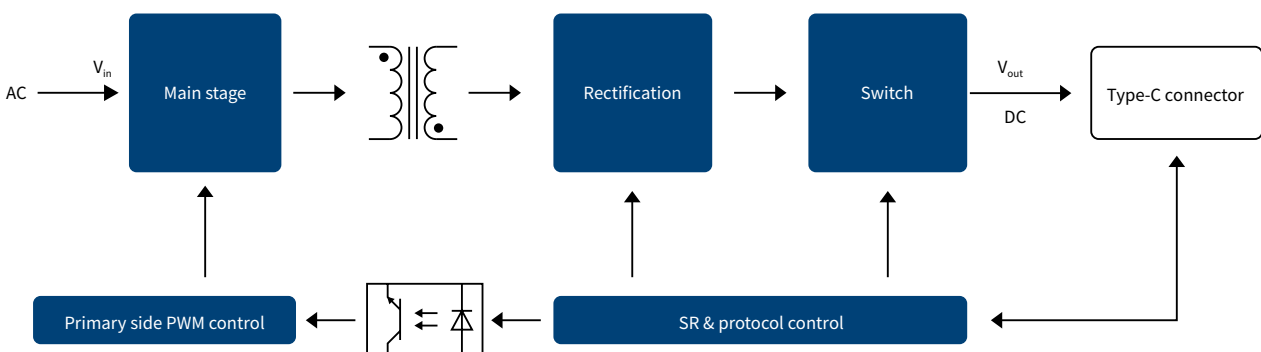 AC
Vin
Main stage
Rectification
Switch
Vout
DC
Type-C connector
Primary side PWM control
SR & protocol control